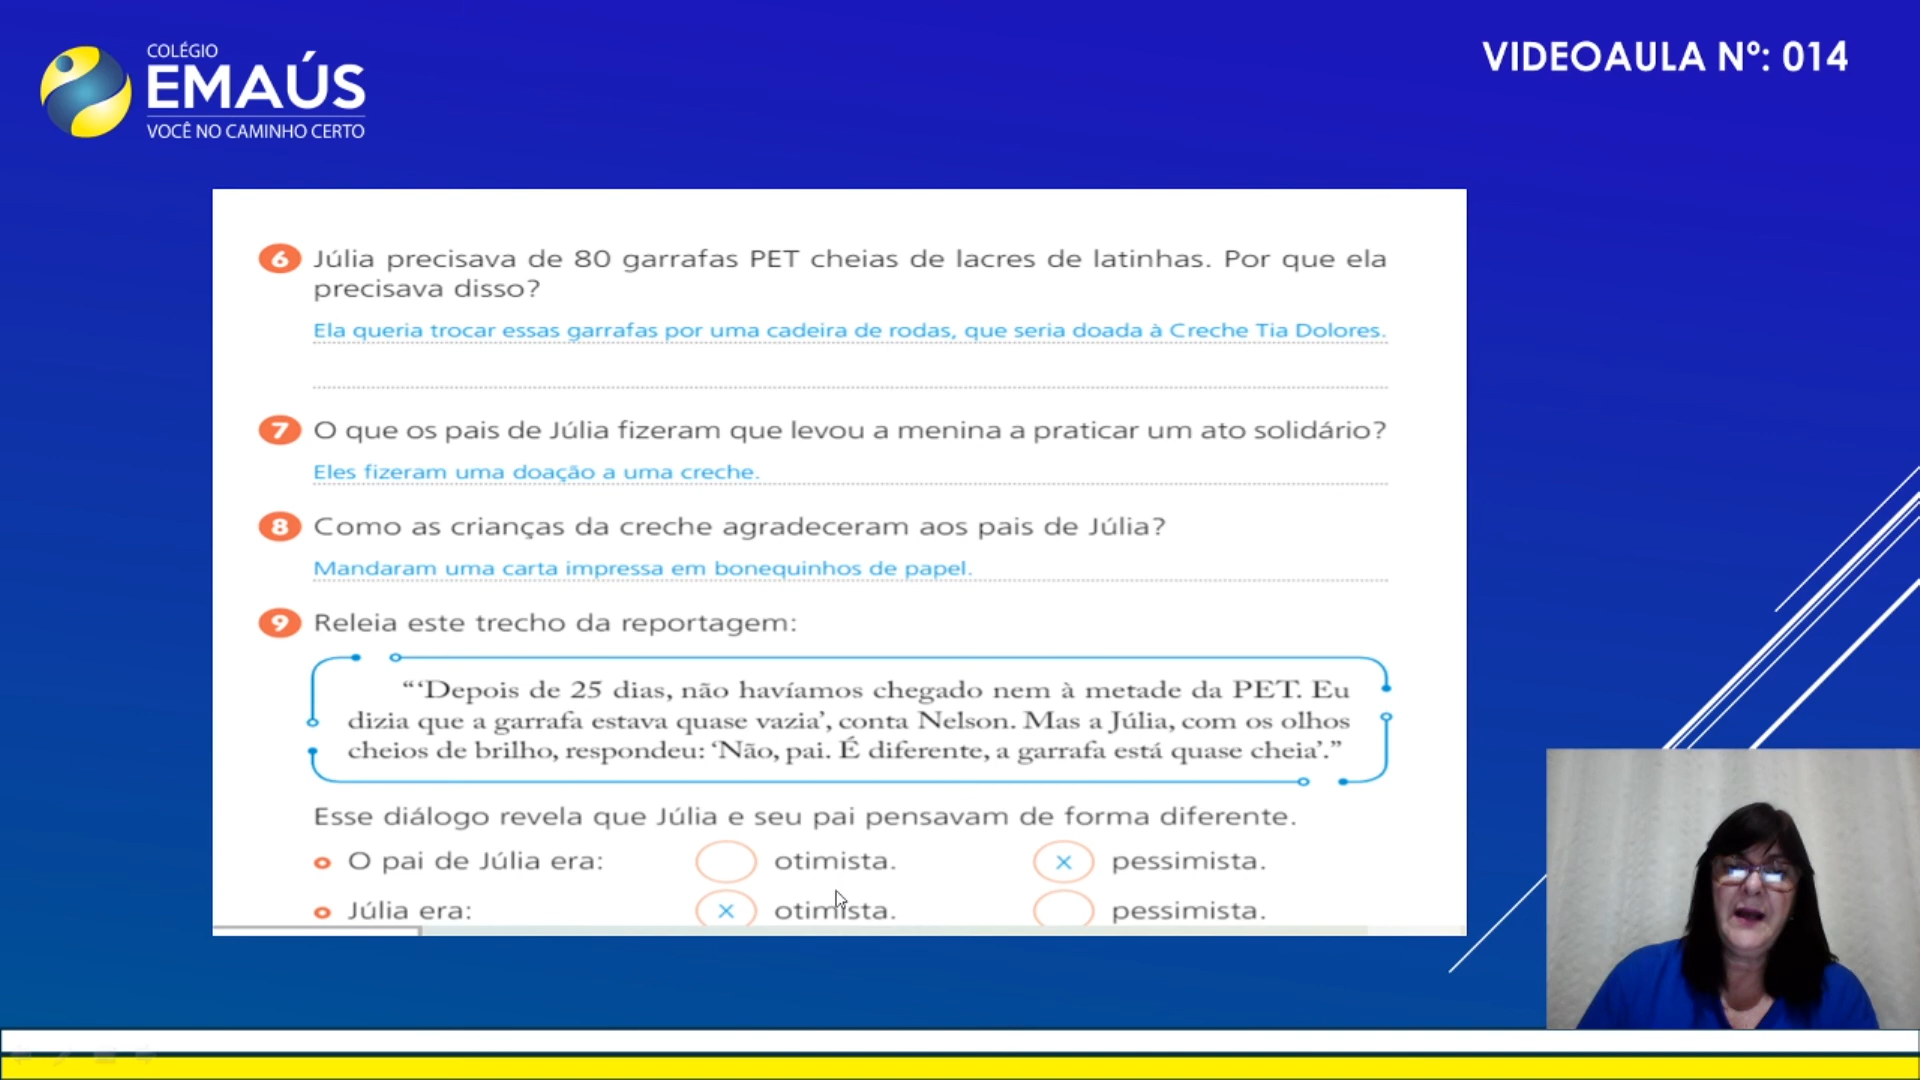 COLÉGIO
EMAÚS
VOCÊ NO CAMINHO CERTO
VIDEOAULA Nº: 014
6 Júlia precisava de 80 garrafas PET cheias de lacres de latinhas. Por que ela
precisava disso?
Ela queria trocar essas garrafas por uma cadeira de rodas, que seria doada à Creche Tia Dolores.
7 O que os pais de Júlia fizeram que levou a menina a praticar um ato solidário?
Eles fizeram uma doação a uma creche.
8 Como as crianças da creche agradeceram aos pais de Júlia?
Mandaram uma carta impressa em bonequinhos de papel.
9 Releia este trecho da reportagem:
“‘Depois de 25 dias, não havíamos chegado nem à metade da PET. Eu
dizia que a garrafa estava quase vazia’, conta Nelson. Mas a Júlia, com os olhos
cheios de brilho, respondeu: ‘Não, pai. É diferente, a garrafa está quase cheia’.”
Esse diálogo revela que Júlia e seu pai pensavam de forma diferente.
O pai de Júlia era: otimista. x pessimista.
Júlia era: x otimista. pessimista.